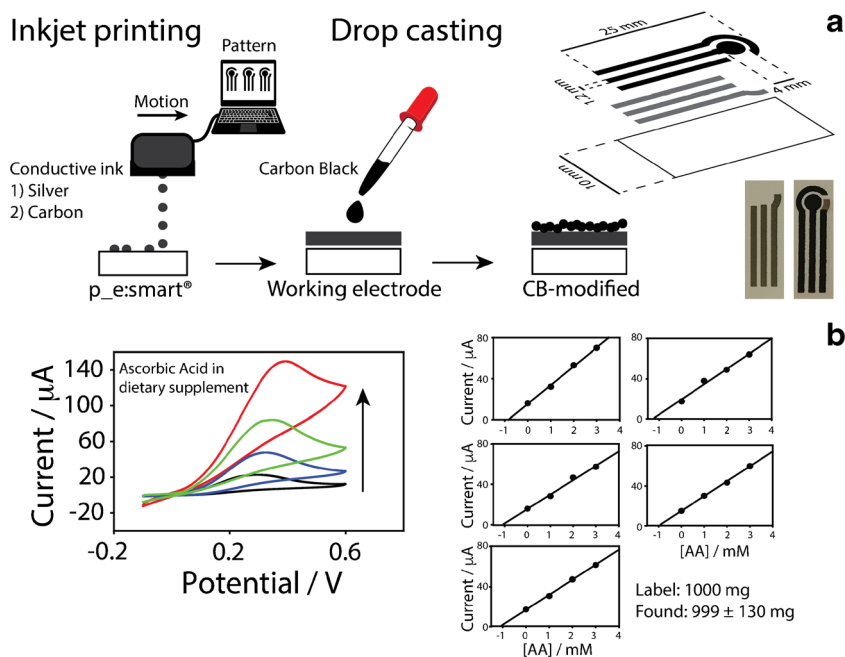 Inkjet printing
Drop casting
a
Pattern
Motion
Conductive ink
1) Silver
2) Carbon
Carbon Black
p_e:smart®
Working electrode
CB-modified
25 mm
1.2 mm
4 mm
10 mm
b
Ascorbic Acid in
dietary supplement
Current / µA
140
100
60
20
-20
-0.2
0.2
0.6
Potential / V
Current / µA
80
40
0
-1 0 1 2 3 4
80
40
0
-1 0 1 2 3 4
Current / µA
80
40
0
-1 0 1 2 3 4
80
40
0
-1 0 1 2 3 4
[AA] / mM
Current / µA
80
40
0
-1 0 1 2 3 4
[AA] / mM
Label: 1000 mg
Found: 999 ± 130 mg